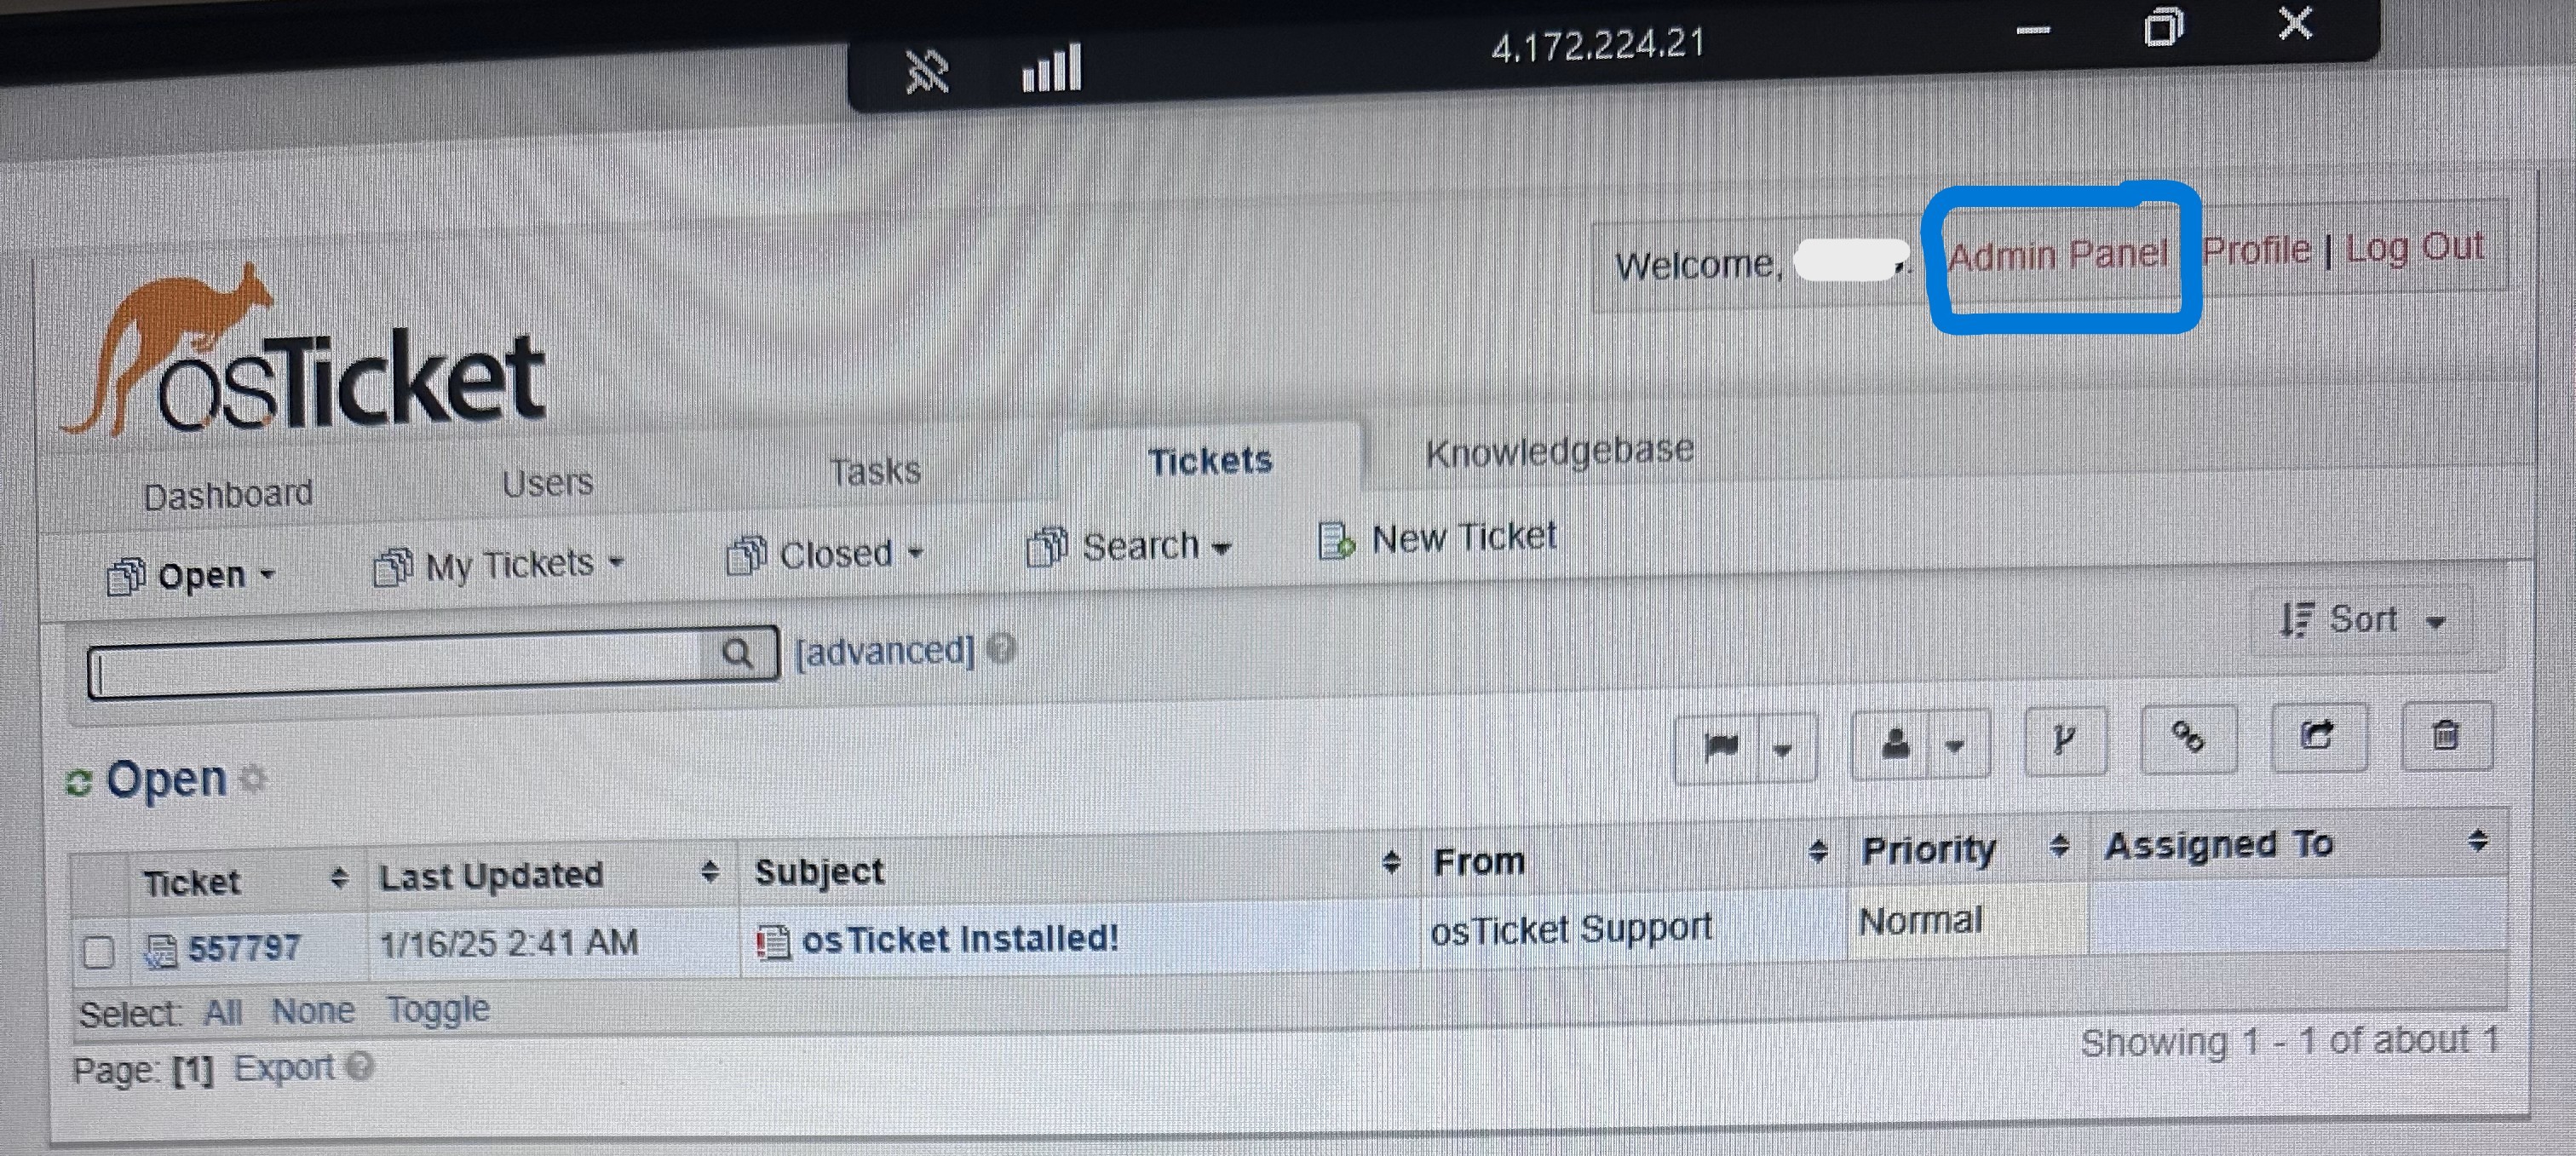 4.172.224.21
Welcome, Admin Panel Profile | Log Out
osTicket
Dashboard Users Tasks Tickets Knowledgebase
Open My Tickets Closed Search New Ticket
[advanced] ?
Sort
Open
Ticket Last Updated Subject From Priority Assigned To
557797 1/16/25 2:41 AM osTicket Installed! osTicket Support Normal
Select: All None Toggle
Page: [1] Export ?
Showing 1 - 1 of about 1